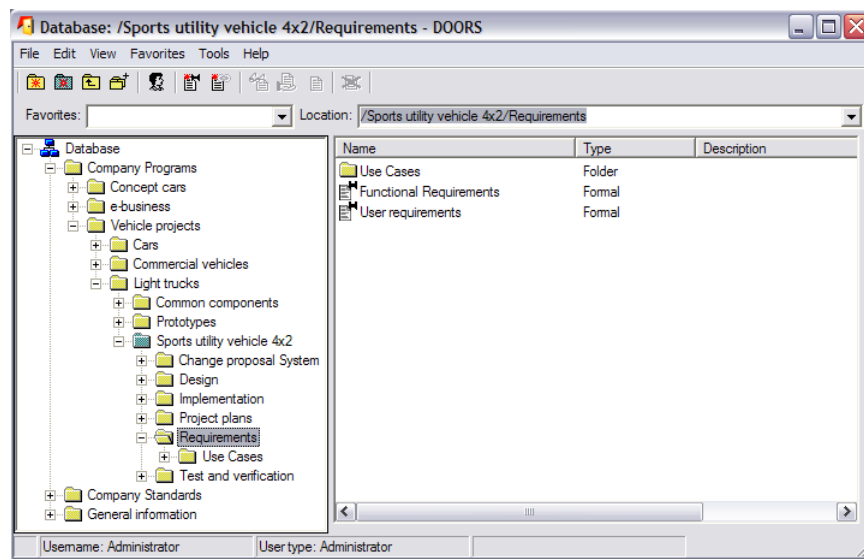 Database: /Sports utility vehicle 4x2/Requirements - DOORS
File Edit View Favorites Tools Help
Favorites: Location: /Sports utility vehicle 4x2/Requirements
Database
Company Programs
Concept cars
e-business
Vehicle projects
Cars
Commercial vehicles
Light trucks
Common components
Prototypes
Sports utility vehicle 4x2
Change proposal System
Design
Implementation
Project plans
Requirements
Use Cases
Test and verification
Company Standards
General information
Name Type Description
Use Cases Folder
Functional Requirements Formal
User requirements Formal
Username: Administrator User type: Administrator